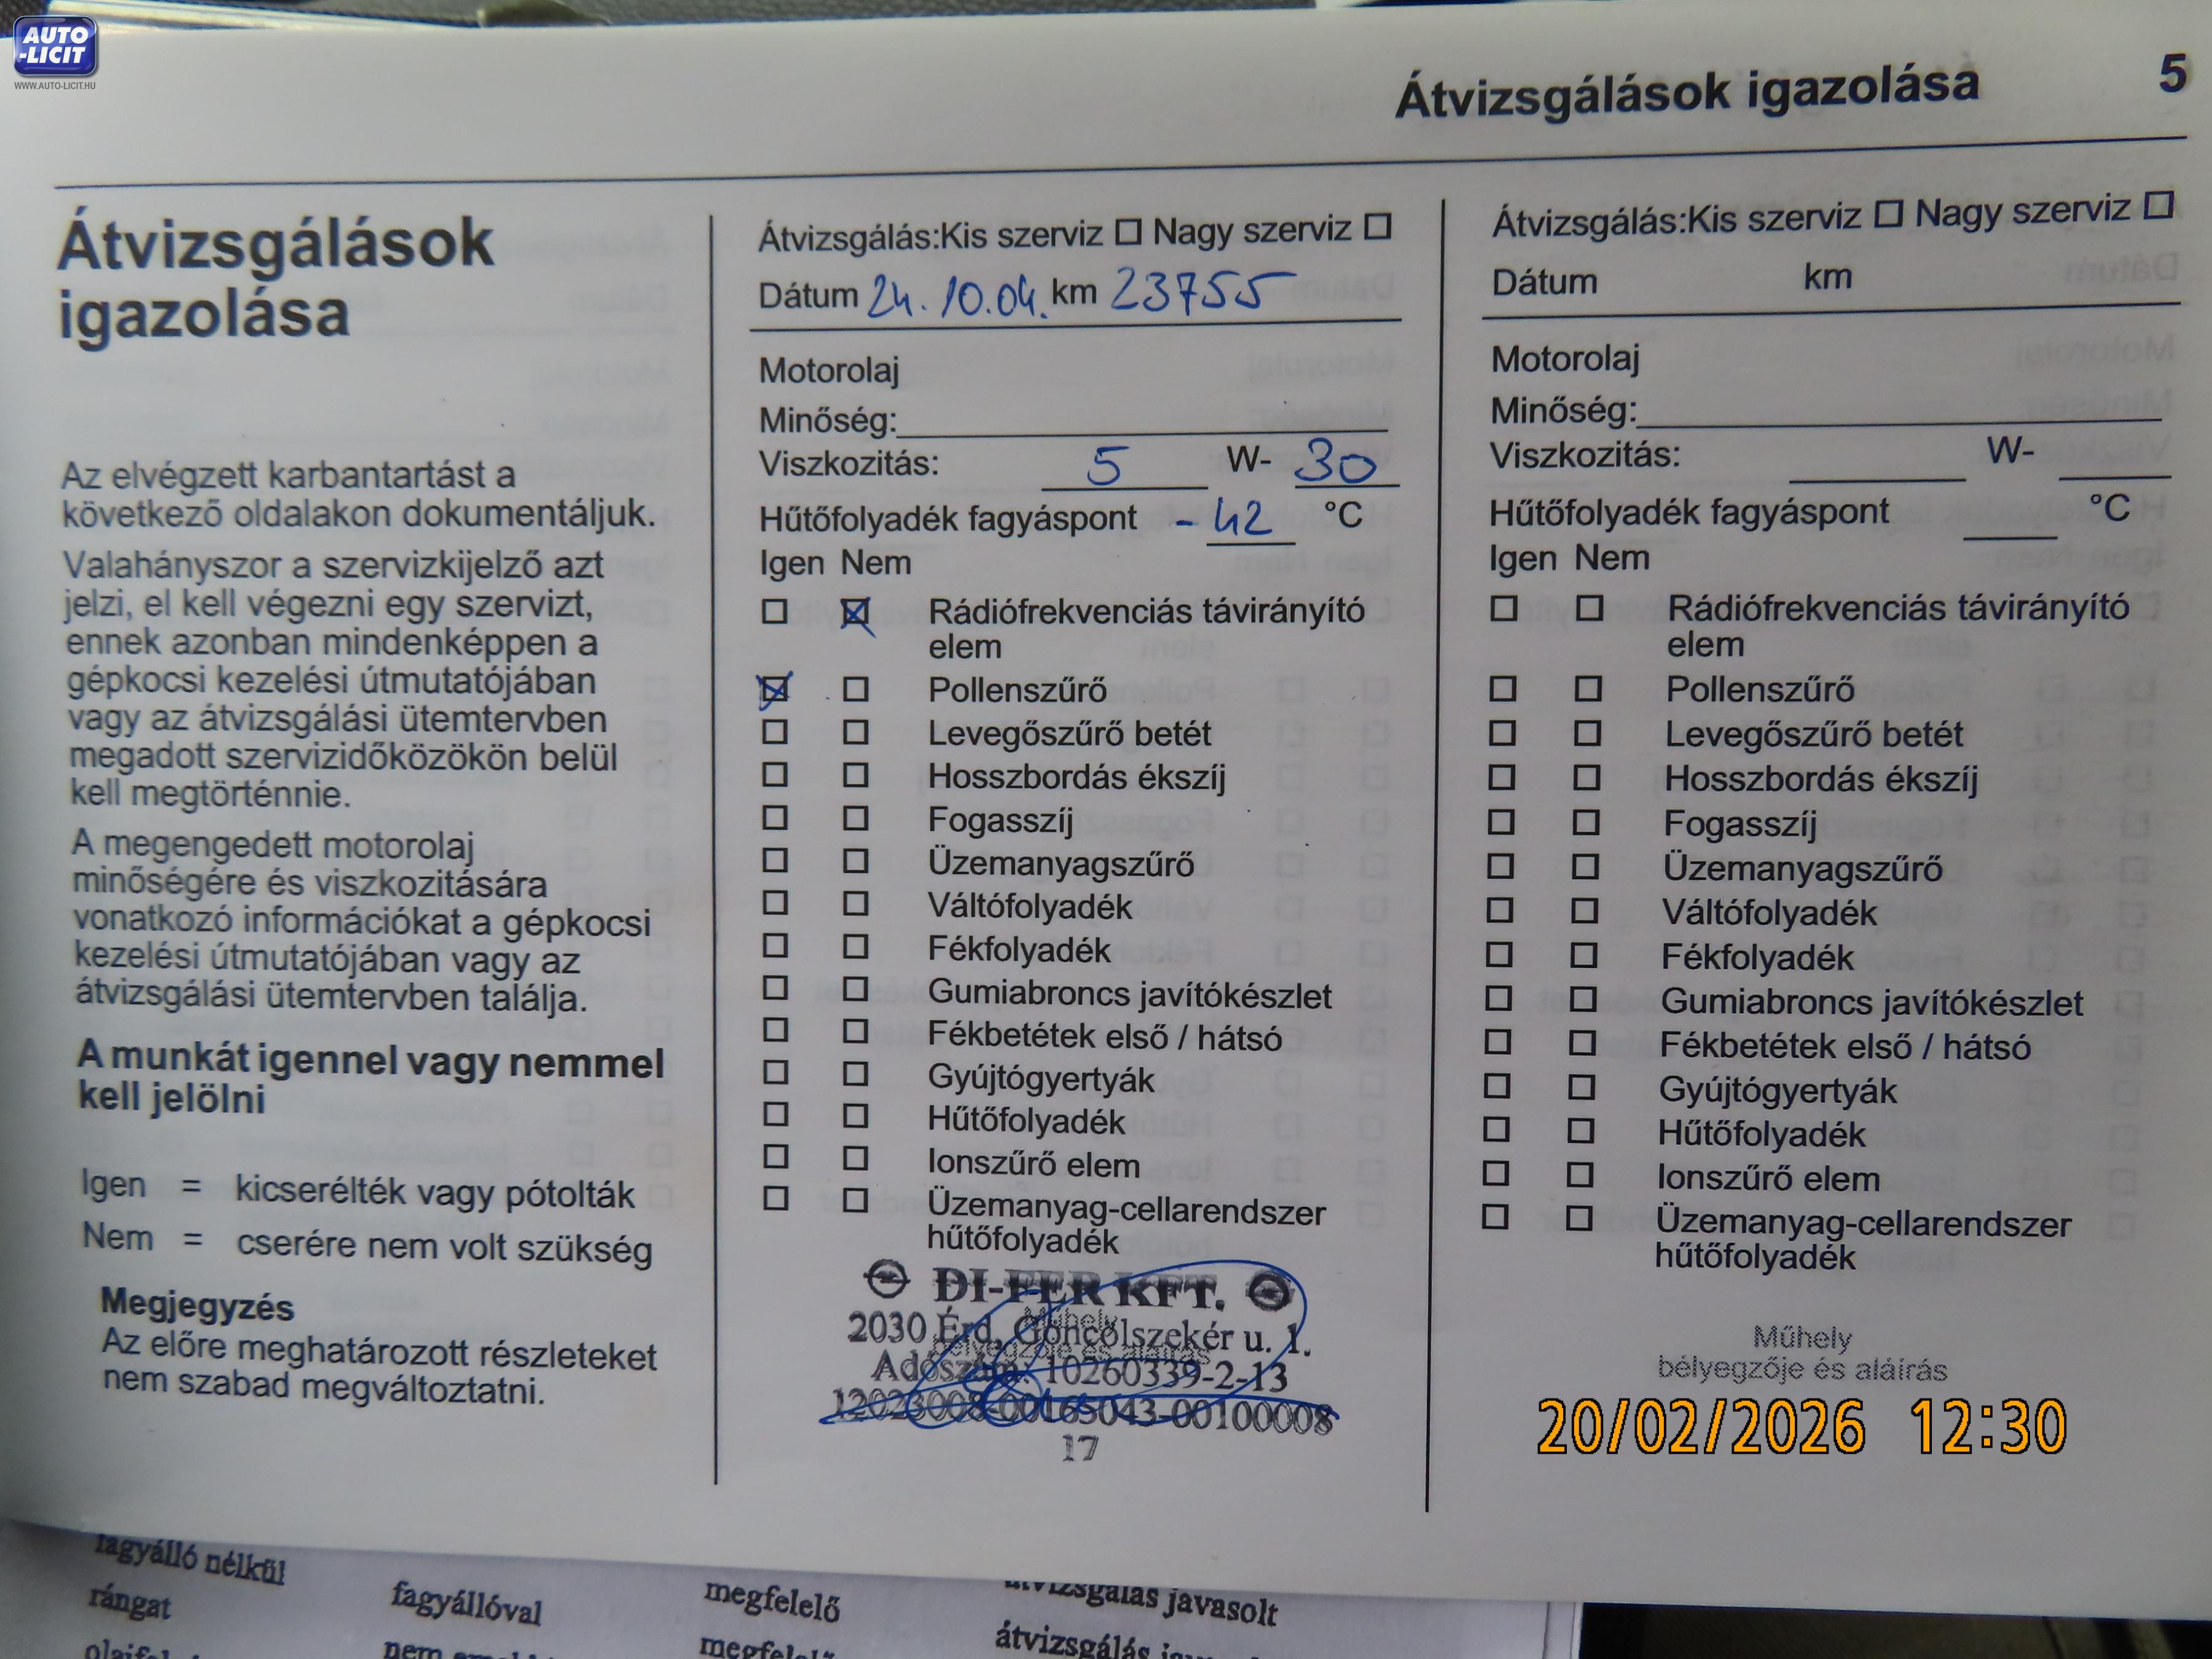 AUTO
-LICIT
WWW.AUTO-LICIT.HU
Átvizsgálások igazolása 5
Átvizsgálások
igazolása
Az elvégzett karbantartást a
következő oldalakon dokumentáljuk.
Valahányszor a szervizkijelző azt
jelzi, el kell végezni egy szervizt,
ennek azonban mindenképpen a
gépkocsi kezelési útmutatójában
vagy az átvizsgálási ütemtervben
megadott szervizidőközökön belül
kell megtörténnie.
A megengedett motorolaj
minőségére és viszkozitására
vonatkozó információkat a gépkocsi
kezelési útmutatójában vagy az
átvizsgálási ütemtervben találja.
A munkát igennel vagy nemmel
kell jelölni
Igen = kicserélték vagy pótolták
Nem = cserére nem volt szükség
Megjegyzés
Az előre meghatározott részleteket
nem szabad megváltoztatni.
Átvizsgálás:Kis szerviz □ Nagy szerviz □
Dátum 24.10.04. km 23755
Motorolaj
Minőség:
Viszkozitás: 5 W- 30
Hűtőfolyadék fagyáspont -42 °C
Igen Nem
□ ☒ Rádiófrekvenciás távirányító
elem
☒ □ Pollenszűrő
□ □ Levegőszűrő betét
□ □ Hosszbordás ékszíj
□ □ Fogasszíj
□ □ Üzemanyagszűrő
□ □ Váltófolyadék
□ □ Fékfolyadék
□ □ Gumiabroncs javítókészlet
□ □ Fékbetétek első / hátsó
□ □ Gyújtógyertyák
□ □ Hűtőfolyadék
□ □ Ionszűrő elem
□ □ Üzemanyag-cellarendszer
hűtőfolyadék
DI-FER KFT.
Műhely
2030 Érd, Göncölszekér u. 1.
bélyegzője és aláírás
Adószám: 10260339-2-13
12023008-00165043-00100008
17
Átvizsgálás:Kis szerviz □ Nagy szerviz □
Dátum km
Motorolaj
Minőség:
Viszkozitás: W-
Hűtőfolyadék fagyáspont °C
Igen Nem
□ □ Rádiófrekvenciás távirányító
elem
□ □ Pollenszűrő
□ □ Levegőszűrő betét
□ □ Hosszbordás ékszíj
□ □ Fogasszíj
□ □ Üzemanyagszűrő
□ □ Váltófolyadék
□ □ Fékfolyadék
□ □ Gumiabroncs javítókészlet
□ □ Fékbetétek első / hátsó
□ □ Gyújtógyertyák
□ □ Hűtőfolyadék
□ □ Ionszűrő elem
□ □ Üzemanyag-cellarendszer
hűtőfolyadék
Műhely
bélyegzője és aláírás
20/02/2026 12:30
fagyálló nélkül
rángat
fagyállóval
megfelelő
átvizsgálás javasolt
nem
átvizsgálás